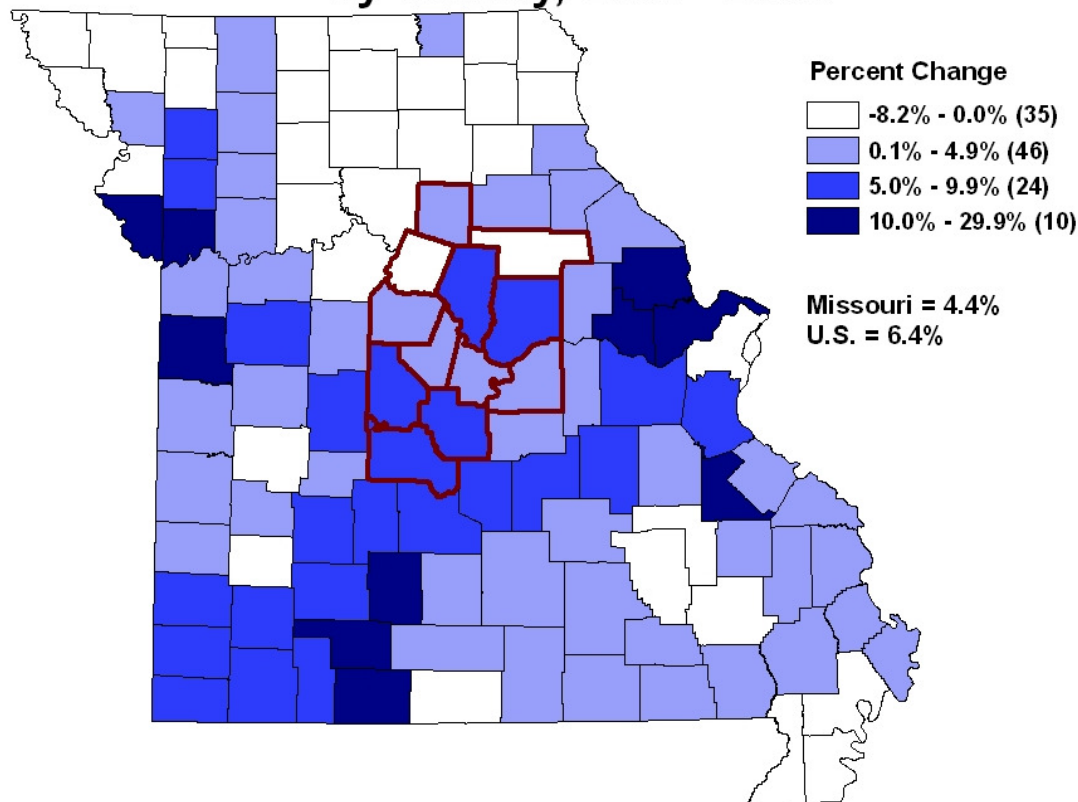 Percent Change
-8.2% - 0.0% (35)
0.1% - 4.9% (46)
5.0% - 9.9% (24)
10.0% - 29.9% (10)
Missouri = 4.4%
U.S. = 6.4%